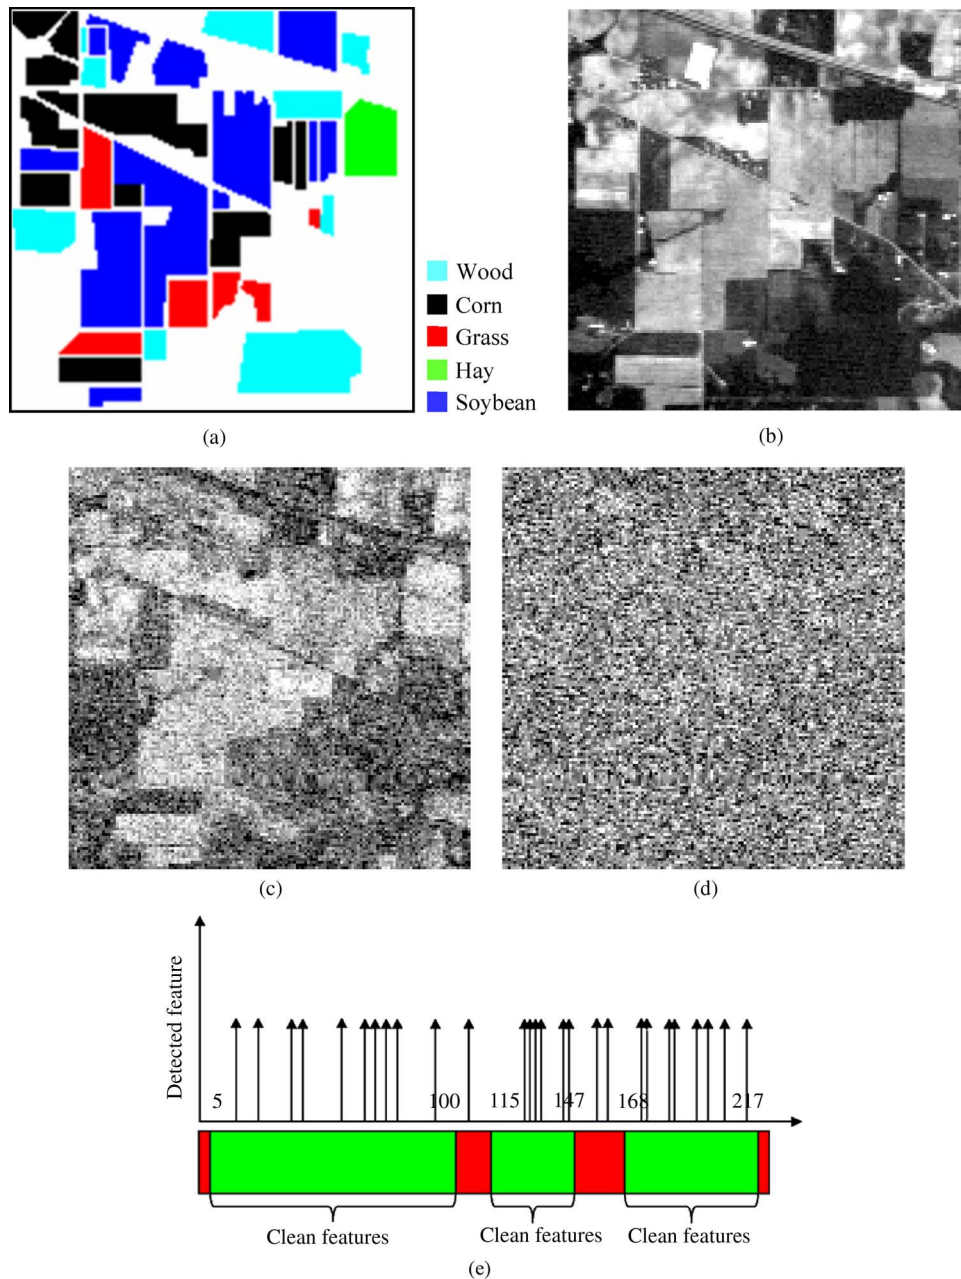 Wood
Corn
Grass
Hay
Soybean
(a)
(b)
(c)
(d)
Detected feature
5 100 115 147 168 217
Clean features Clean features Clean features
(e)